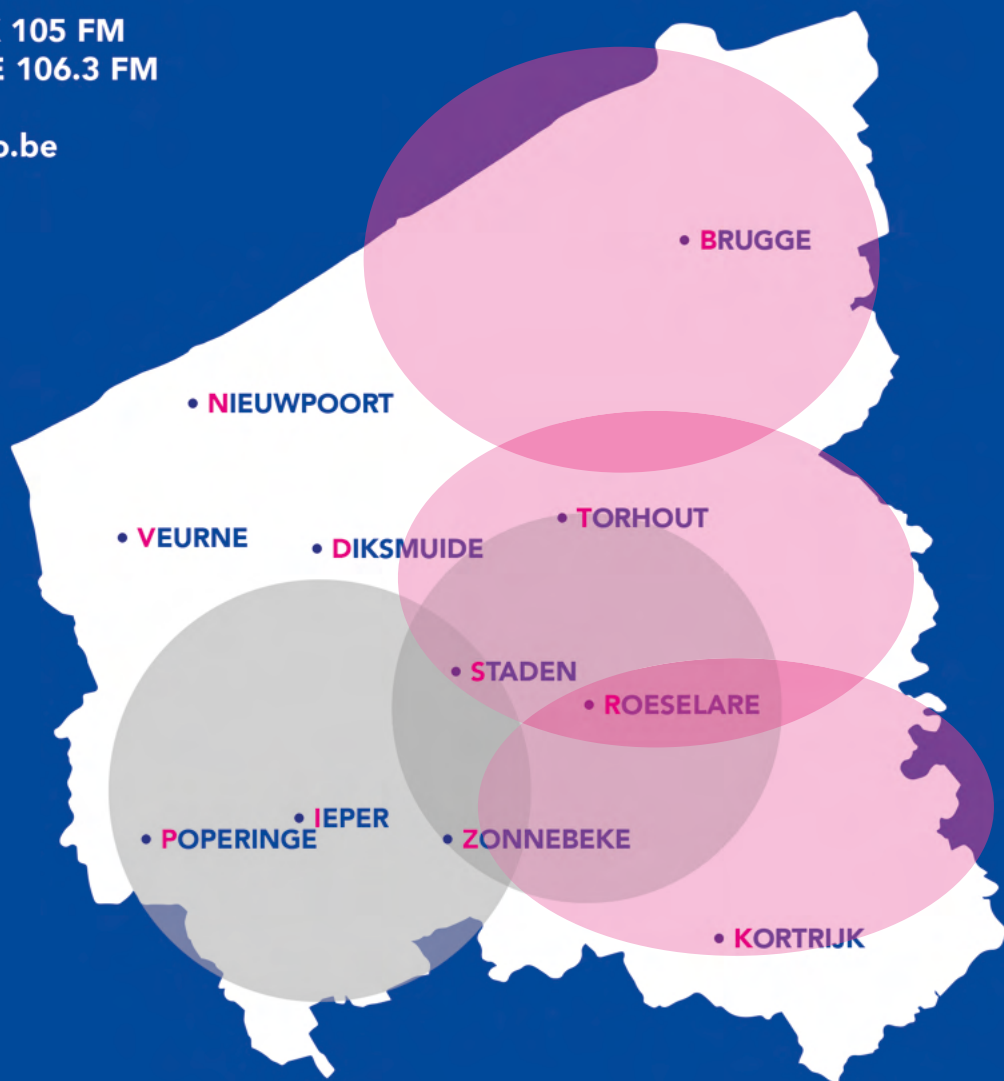 105 FM
106.3 FM
o.be
• BRUGGE
• NIEUWPOORT
• TORHOUT
• VEURNE
• DIKSMUIDE
• STADEN
• ROESELARE
• IEPER
• POPERINGE
• ZONNEBEKE
• KORTRIJK